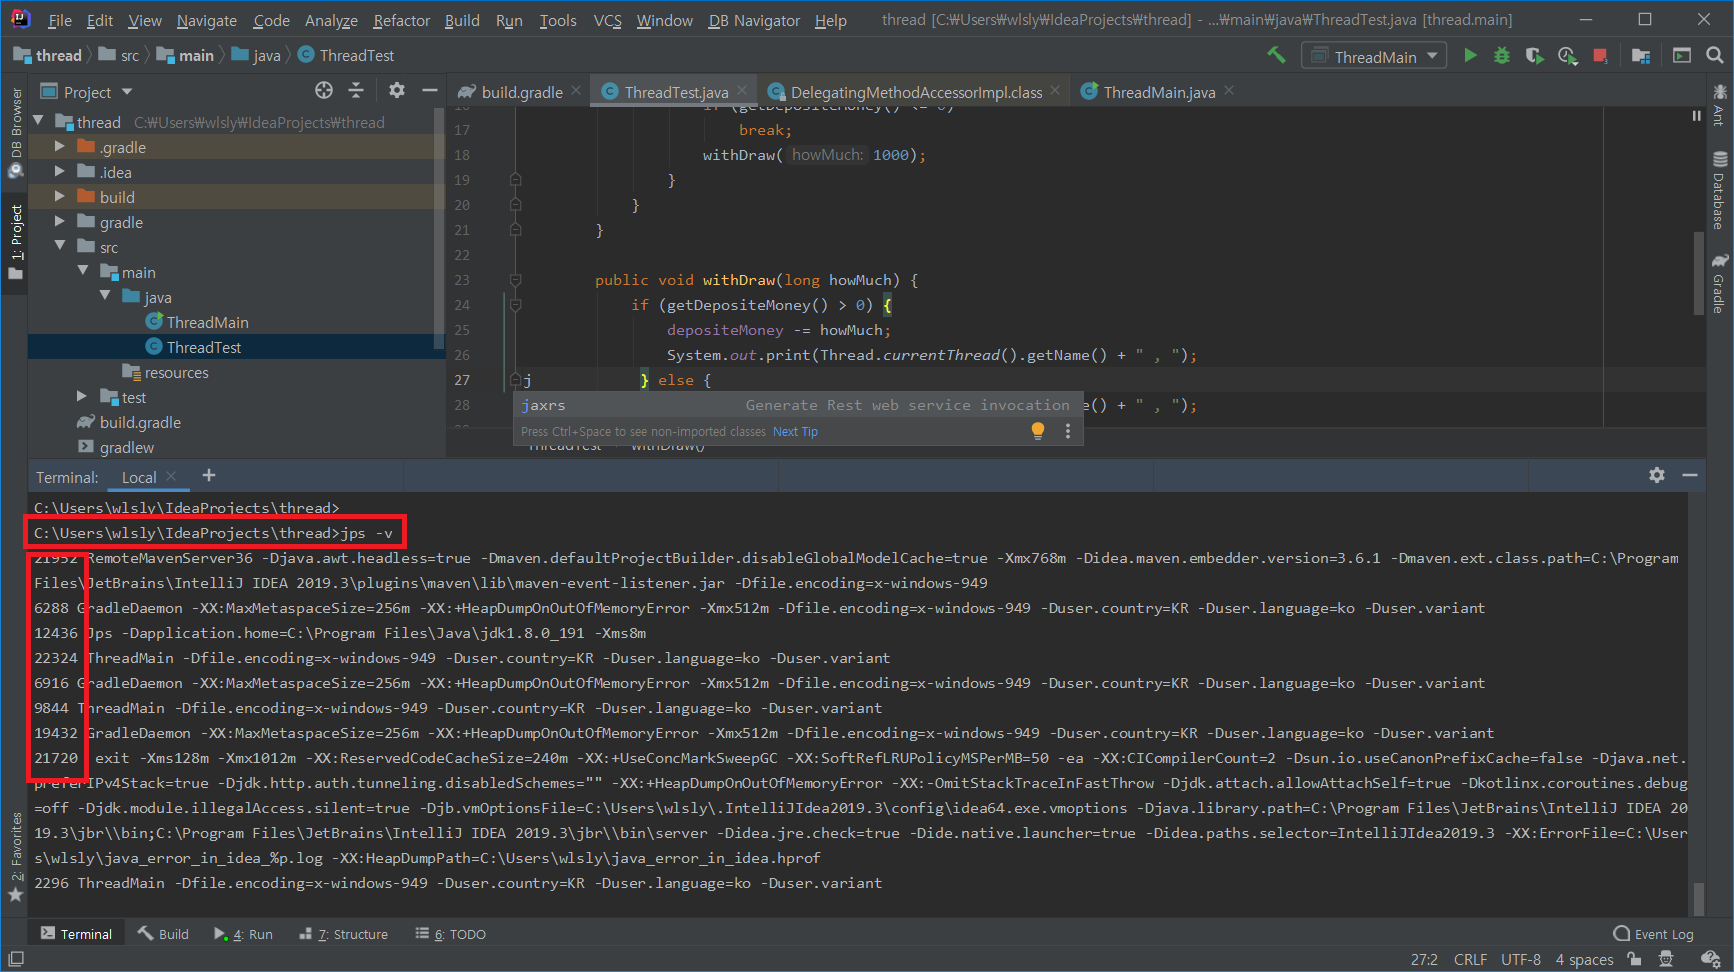 File Edit View Navigate Code Analyze Refactor Build Run Tools VCS Window DB Navigator Help thread [C:₩Users₩wlsly₩IdeaProjects₩thread] - ...₩main₩java₩ThreadTest.java [thread.main]
thread src main java ThreadTest ThreadMain
Project
build.gradle ThreadTest.java DelegatingMethodAccessorImpl.class ThreadMain.java
thread C:₩Users₩wlsly₩IdeaProjects₩thread
.gradle
.idea
build
gradle
src
main
java
ThreadMain
ThreadTest
resources
test
build.gradle
gradlew
17 break;
18 withDraw( howMuch: 1000);
19 }
20 }
21 }
22
23 public void withDraw(long howMuch) {
24 if (getDepositeMoney() > 0) {
25 depositeMoney -= howMuch;
26 System.out.print(Thread.currentThread().getName() + " , ");
27 j } else {
28 e() + " , ");
jaxrs Generate Rest web service invocation
Press Ctrl+Space to see non-imported classes Next Tip
DB Browser
1: Project
2: Favorites
Ant
Database
Gradle
Terminal: Local +
C:\Users\wlsly\IdeaProjects\thread>
C:\Users\wlsly\IdeaProjects\thread>jps -v
21952 RemoteMavenServer36 -Djava.awt.headless=true -Dmaven.defaultProjectBuilder.disableGlobalModelCache=true -Xmx768m -Didea.maven.embedder.version=3.6.1 -Dmaven.ext.class.path=C:\Program
Files\JetBrains\IntelliJ IDEA 2019.3\plugins\maven\lib\maven-event-listener.jar -Dfile.encoding=x-windows-949
6288 GradleDaemon -XX:MaxMetaspaceSize=256m -XX:+HeapDumpOnOutOfMemoryError -Xmx512m -Dfile.encoding=x-windows-949 -Duser.country=KR -Duser.language=ko -Duser.variant
12436 Jps -Dapplication.home=C:\Program Files\Java\jdk1.8.0_191 -Xms8m
22324 ThreadMain -Dfile.encoding=x-windows-949 -Duser.country=KR -Duser.language=ko -Duser.variant
6916 GradleDaemon -XX:MaxMetaspaceSize=256m -XX:+HeapDumpOnOutOfMemoryError -Xmx512m -Dfile.encoding=x-windows-949 -Duser.country=KR -Duser.language=ko -Duser.variant
9844 ThreadMain -Dfile.encoding=x-windows-949 -Duser.country=KR -Duser.language=ko -Duser.variant
19432 GradleDaemon -XX:MaxMetaspaceSize=256m -XX:+HeapDumpOnOutOfMemoryError -Xmx512m -Dfile.encoding=x-windows-949 -Duser.country=KR -Duser.language=ko -Duser.variant
21720 exit -Xms128m -Xmx1012m -XX:ReservedCodeCacheSize=240m -XX:+UseConcMarkSweepGC -XX:SoftRefLRUPolicyMSPerMB=50 -ea -XX:CICompilerCount=2 -Dsun.io.useCanonPrefixCache=false -Djava.net.
preferIPv4Stack=true -Djdk.http.auth.tunneling.disabledSchemes="" -XX:+HeapDumpOnOutOfMemoryError -XX:-OmitStackTraceInFastThrow -Djdk.attach.allowAttachSelf=true -Dkotlinx.coroutines.debug
=off -Djdk.module.illegalAccess.silent=true -Djb.vmOptionsFile=C:\Users\wlsly\.IntelliJIdea2019.3\config\idea64.exe.vmoptions -Djava.library.path=C:\Program Files\JetBrains\IntelliJ IDEA 20
19.3\jbr\\bin;C:\Program Files\JetBrains\IntelliJ IDEA 2019.3\jbr\\bin\server -Didea.jre.check=true -Dide.native.launcher=true -Didea.paths.selector=IntelliJIdea2019.3 -XX:ErrorFile=C:\User
s\wlsly\java_error_in_idea_%p.log -XX:HeapDumpPath=C:\Users\wlsly\java_error_in_idea.hprof
2296 ThreadMain -Dfile.encoding=x-windows-949 -Duser.country=KR -Duser.language=ko -Duser.variant
Terminal Build 4: Run 7: Structure 6: TODO Event Log
27:2 CRLF UTF-8 4 spaces